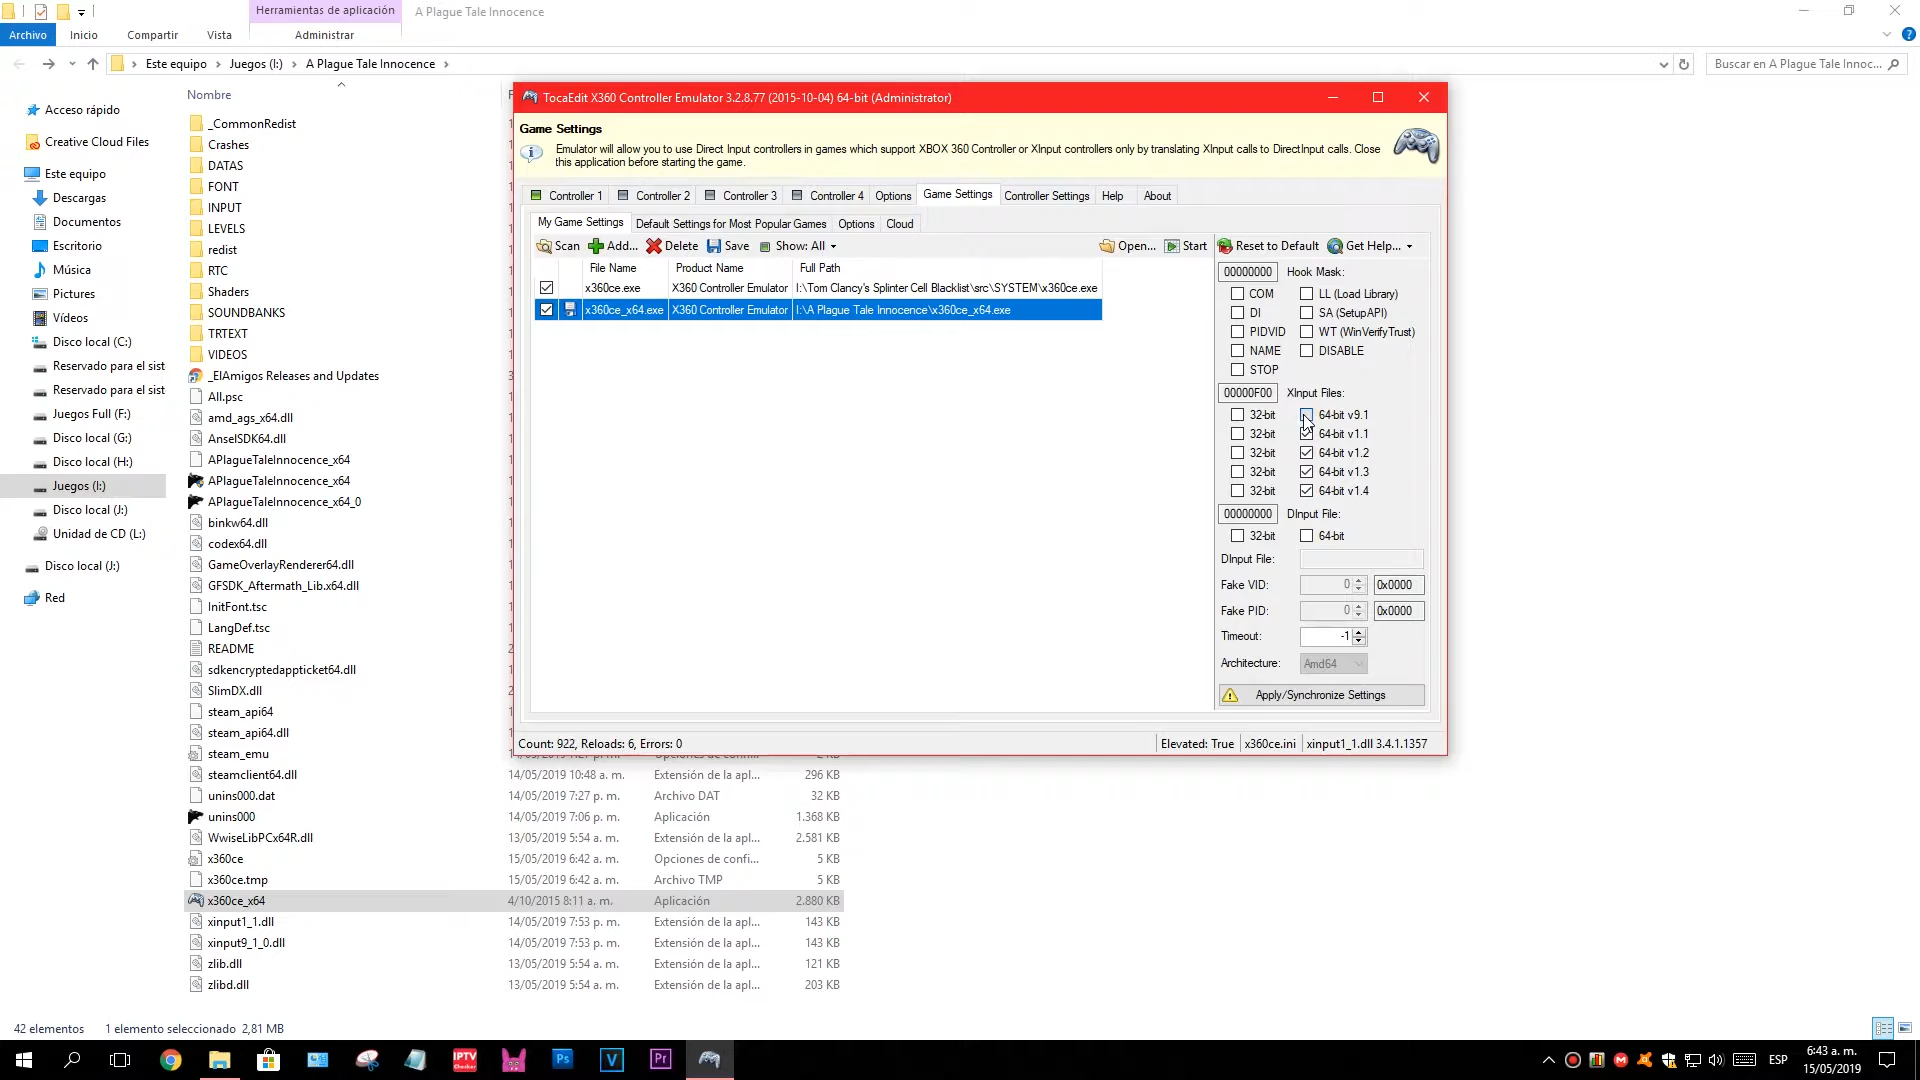 Herramientas de aplicación
A Plague Tale Innocence
Archivo
Inicio
Compartir
Vista
Administrar
Este equipo
Juegos (I:)
A Plague Tale Innocence
Buscar en A Plague Tale Innoc...
Nombre
Acceso rápido
Creative Cloud Files
Este equipo
Descargas
Documentos
Escritorio
Música
Pictures
Vídeos
Disco local (C:)
Reservado para el sist
Reservado para el sist
Juegos Full (F:)
Disco local (G:)
Disco local (H:)
Juegos (I:)
Disco local (J:)
Unidad de CD (L:)
Disco local (J:)
Red
_CommonRedist
Crashes
DATAS
FONT
INPUT
LEVELS
redist
RTC
Shaders
SOUNDBANKS
TRTEXT
VIDEOS
_ElAmigos Releases and Updates
All.psc
amd_ags_x64.dll
AnselSDK64.dll
APlagueTaleInnocence_x64
APlagueTaleInnocence_x64
APlagueTaleInnocence_x64_0
binkw64.dll
codex64.dll
GameOverlayRenderer64.dll
GFSDK_Aftermath_Lib.x64.dll
InitFont.tsc
LangDef.tsc
README
sdkencryptedappticket64.dll
SlimDX.dll
steam_api64
steam_api64.dll
steam_emu
steamclient64.dll 14/05/2019 10:48 a. m. Extensión de la apl... 296 KB
unins000.dat 14/05/2019 7:27 p. m. Archivo DAT 32 KB
unins000 14/05/2019 7:06 p. m. Aplicación 1.368 KB
WwiseLibPCx64R.dll 13/05/2019 5:54 a. m. Extensión de la apl... 2.581 KB
x360ce 15/05/2019 6:42 a. m. Opciones de confi... 5 KB
x360ce.tmp 15/05/2019 6:42 a. m. Archivo TMP 5 KB
x360ce_x64 4/10/2015 8:11 a. m. Aplicación 2.880 KB
xinput1_1.dll 14/05/2019 7:53 p. m. Extensión de la apl... 143 KB
xinput9_1_0.dll 14/05/2019 7:53 p. m. Extensión de la apl... 143 KB
zlib.dll 13/05/2019 5:54 a. m. Extensión de la apl... 121 KB
zlibd.dll 13/05/2019 5:54 a. m. Extensión de la apl... 203 KB
42 elementos 1 elemento seleccionado 2,81 MB
TocaEdit X360 Controller Emulator 3.2.8.77 (2015-10-04) 64-bit (Administrator)
Game Settings
Emulator will allow you to use Direct Input controllers in games which support XBOX 360 Controller or XInput controllers only by translating XInput calls to DirectInput calls. Close
this application before starting the game.
Controller 1 Controller 2 Controller 3 Controller 4 Options Game Settings Controller Settings Help About
My Game Settings Default Settings for Most Popular Games Options Cloud
Scan Add... Delete Save Show: All Open... Start Reset to Default Get Help...
File Name Product Name Full Path
x360ce.exe X360 Controller Emulator I:\Tom Clancy's Splinter Cell Blacklist\src\SYSTEM\x360ce.exe
x360ce_x64.exe X360 Controller Emulator I:\A Plague Tale Innocence\x360ce_x64.exe
00000000 Hook Mask:
COM LL (Load Library)
DI SA (SetupAPI)
PIDVID WT (WinVerifyTrust)
NAME DISABLE
STOP
00000F00 XInput Files:
32-bit 64-bit v9.1
32-bit 64-bit v1.1
32-bit 64-bit v1.2
32-bit 64-bit v1.3
32-bit 64-bit v1.4
00000000 DInput File:
32-bit 64-bit
DInput File:
Fake VID: 0 0x0000
Fake PID: 0 0x0000
Timeout: -1
Architecture: Amd64
Apply/Synchronize Settings
Count: 922, Reloads: 6, Errors: 0 Elevated: True x360ce.ini xinput1_1.dll 3.4.1.1357
IPTV
Checker
Ps
V
Pr
ESP
6:43 a. m.
15/05/2019